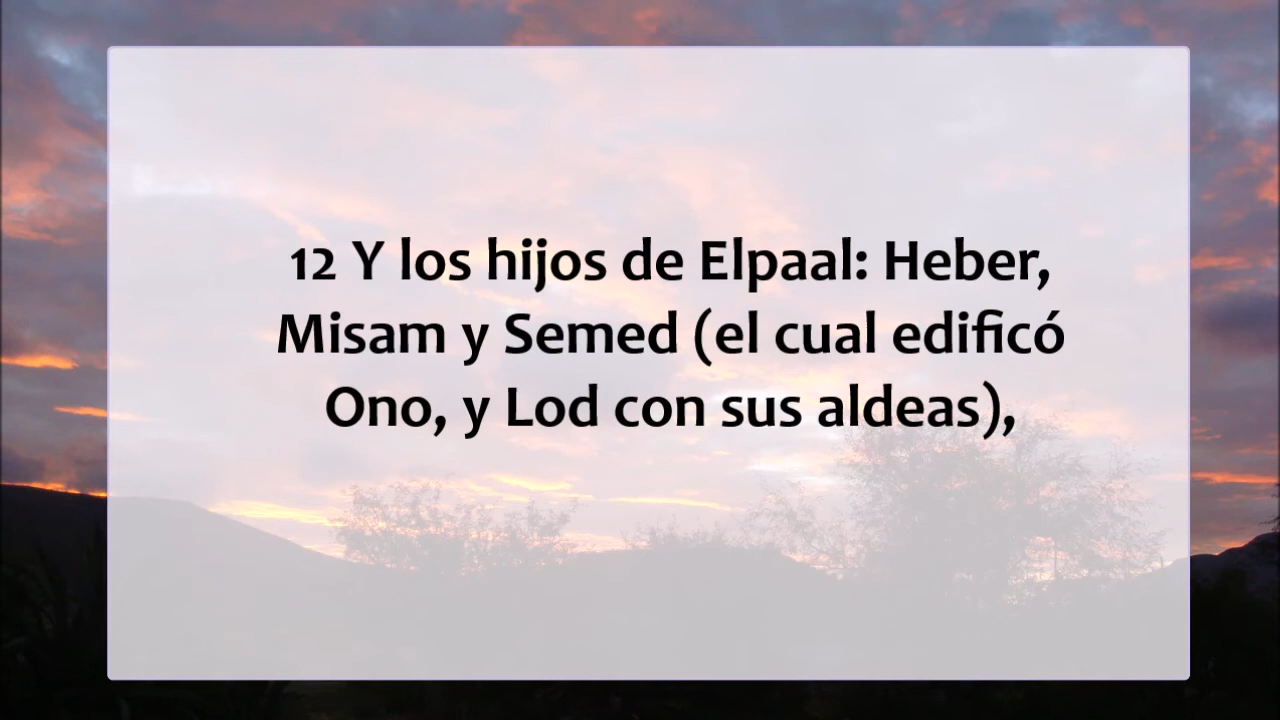 12 Y los hijos de Elpaal: Heber,
Misam y Semed (el cual edificó
Ono, y Lod con sus aldeas),